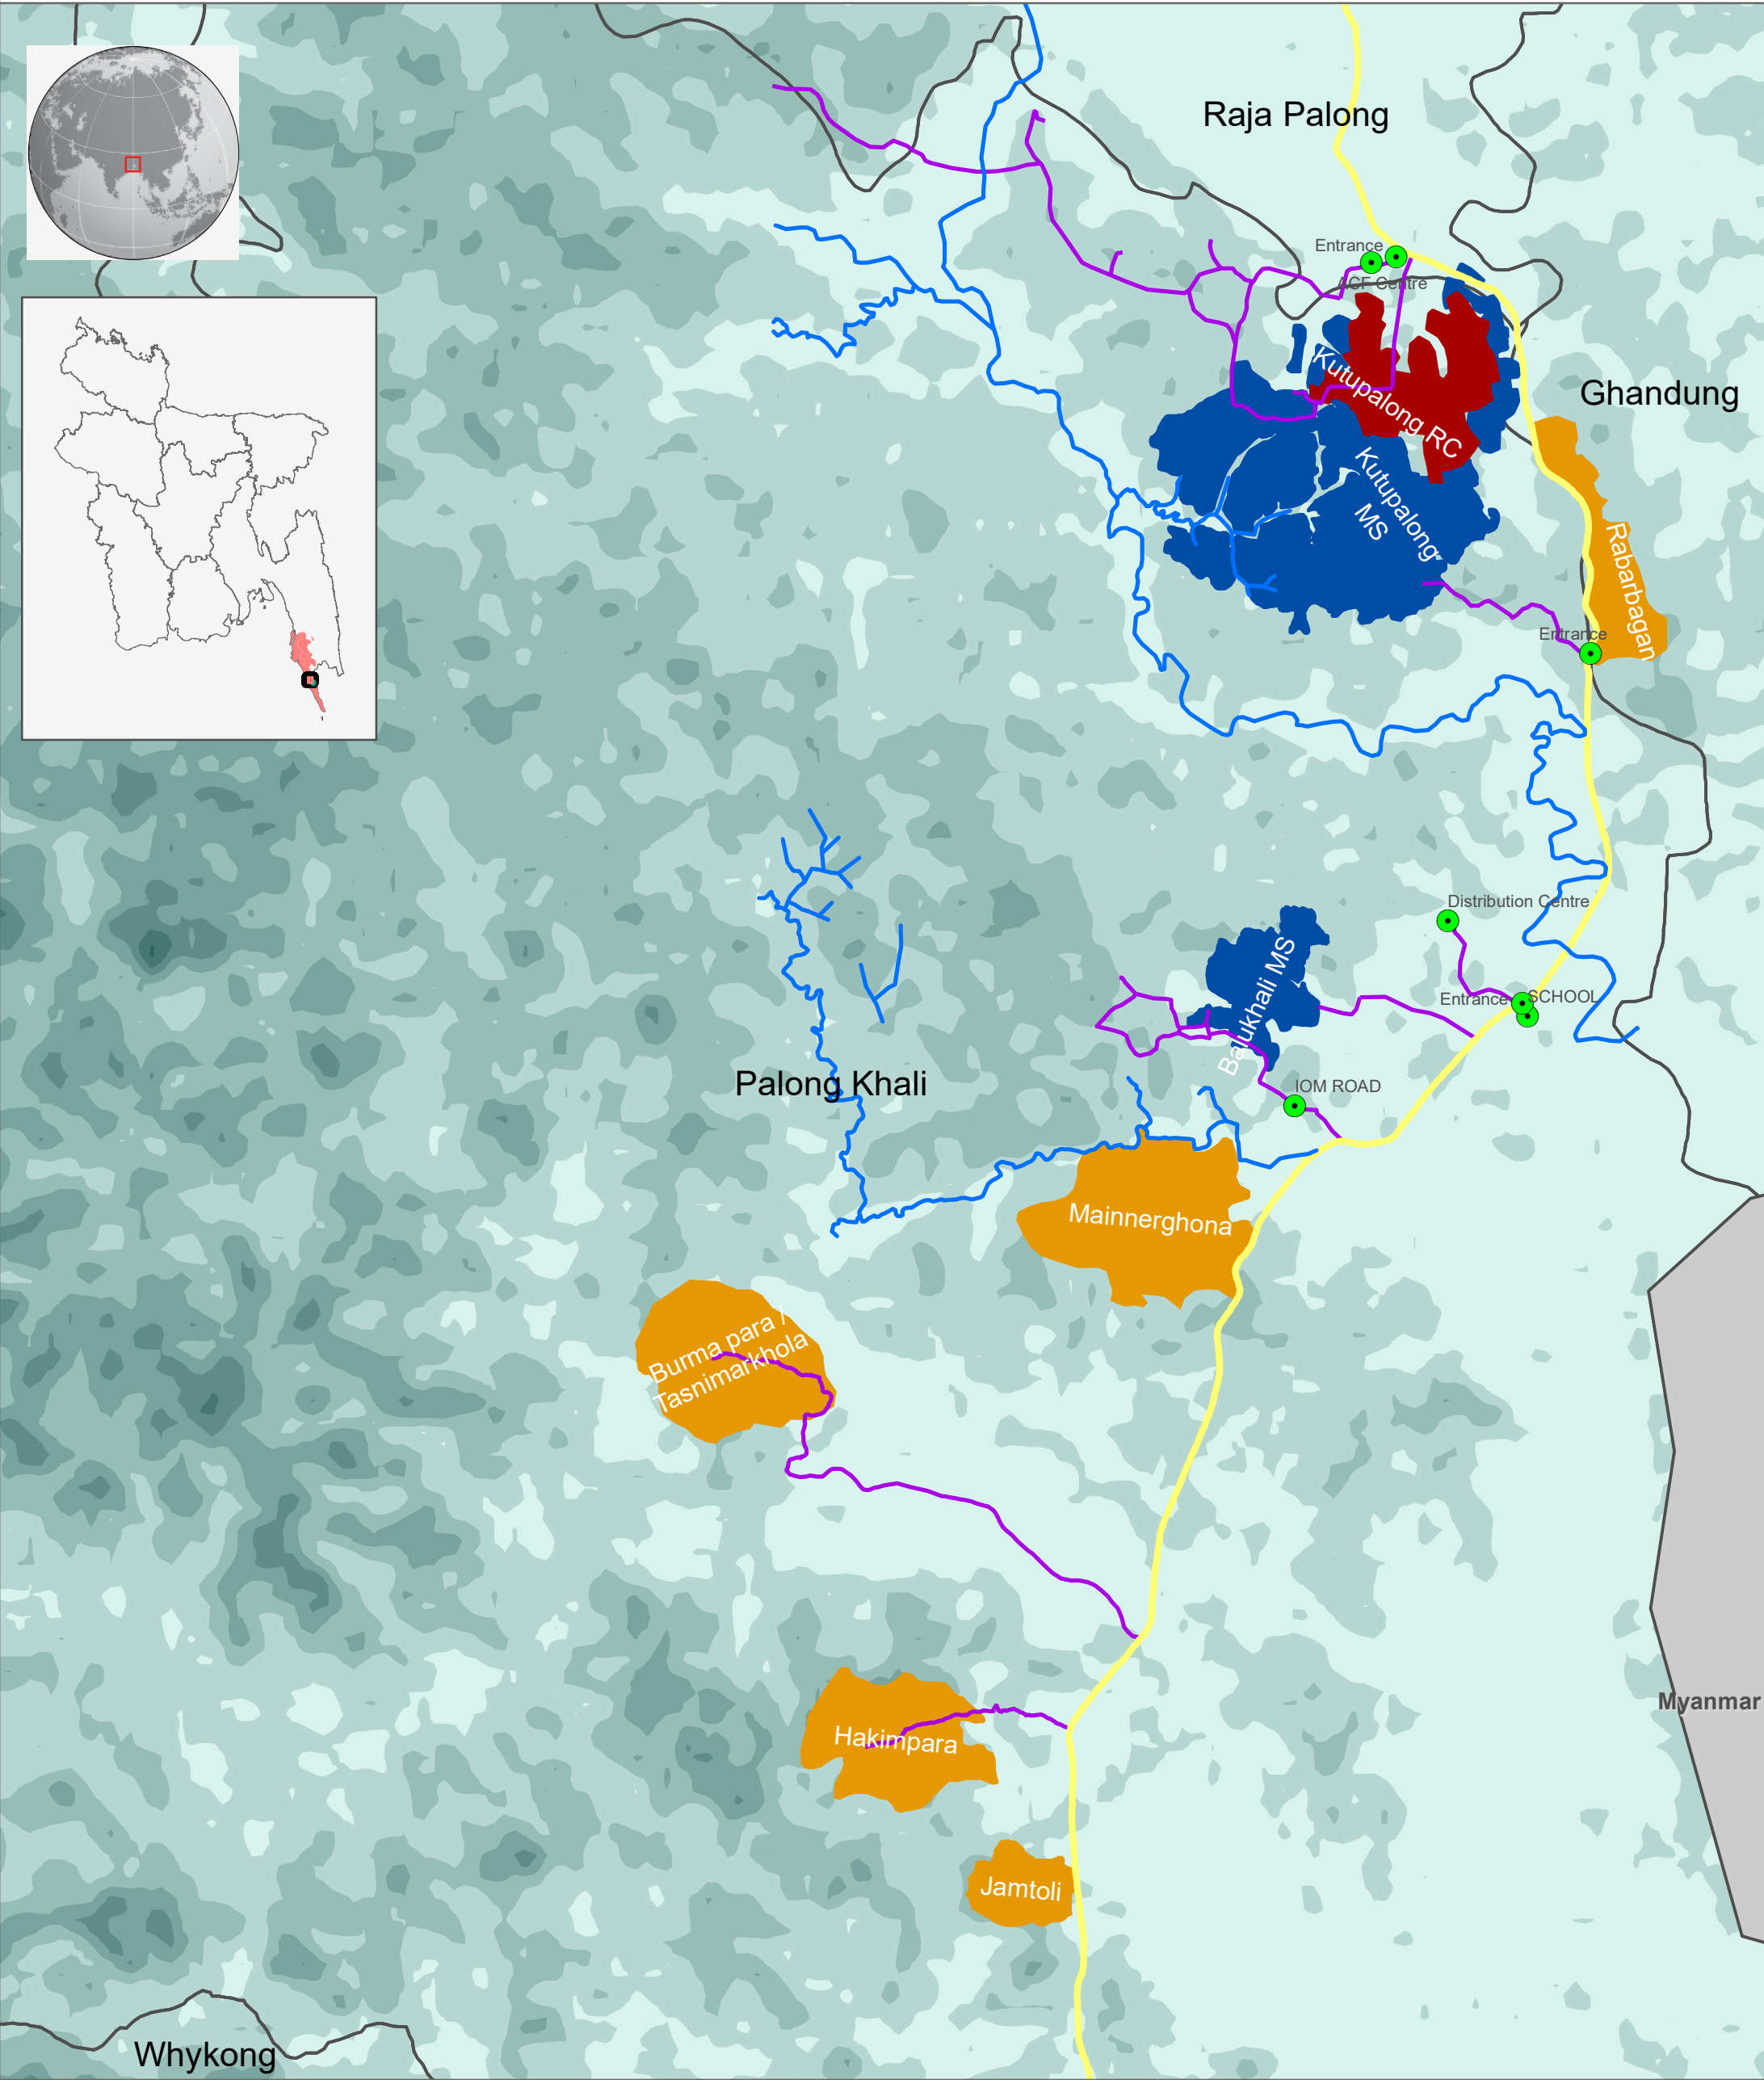 Raja Palong
Entrance
ACF Centre
Kutupalong RC
Ghandung
Kutupalong
MS
Rabarbagan
Entrance
Distribution Centre
Balukhali MS
Entrance
SCHOOL
Palong Khali
IOM ROAD
Mainnerghona
Burma para /
Tasnimarkhola
Myanmar
Hakimpara
Jamtoli
Whykong